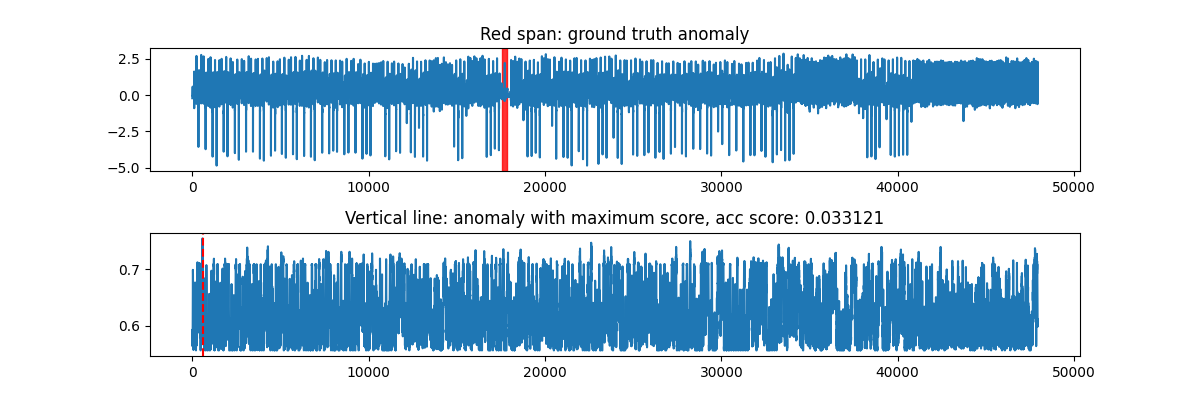 Red span: ground truth anomaly
2.5
0.0
−2.5
−5.0
0 10000 20000 30000 40000 50000
Vertical line: anomaly with maximum score, acc score: 0.033121
0.7
0.6
0 10000 20000 30000 40000 50000